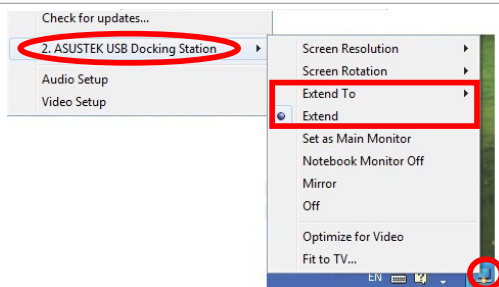 Check for updates...
2. ASUSTEK USB Docking Station
Audio Setup
Video Setup
Screen Resolution
Screen Rotation
Extend To
Extend
Set as Main Monitor
Notebook Monitor Off
Mirror
Off
Optimize for Video
Fit to TV...
EN